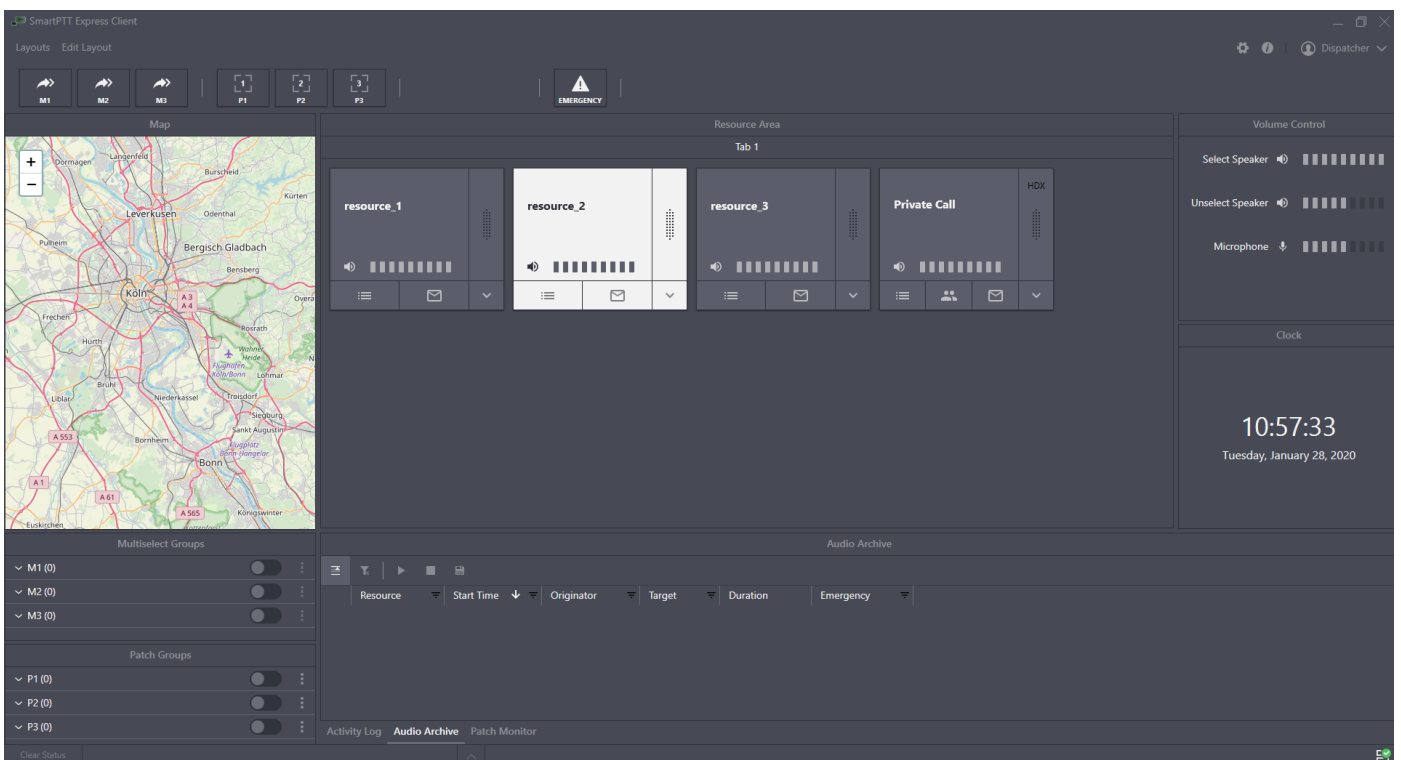 SmartPTT Express Client
Layouts Edit Layout
Dispatcher
M1 M2 M3 1 P1 2 P2 3 P3 EMERGENCY
Map
Resource Area
Volume Control
Tab 1
+
−
Dormagen
Langenfeld
Burscheid
Kürten
Leverkusen
Odenthal
Pulheim
Bergisch Gladbach
Bensberg
Köln
A 3
A 4
Overa
Frechen
Rösrath
Hürth
Wahner
Heide
Flughafen
Köln/Bonn
Lohmar
Brühl
Liblar
Niederkassel
Troisdorf
Siegburg
Sankt Augustin
A 553
Bornheim
Flugplatz
Bonn-Hangelar
Bonn
A 1
A 61
A 565
Königswinter
Euskirchen
resource_1
resource_2
resource_3
Private Call
HDX
Select Speaker
Unselect Speaker
Microphone
Clock
10:57:33
Tuesday, January 28, 2020
Multiselect Groups
M1 (0)
M2 (0)
M3 (0)
Patch Groups
P1 (0)
P2 (0)
P3 (0)
Audio Archive
Resource Start Time Originator Target Duration Emergency
Activity Log Audio Archive Patch Monitor
Clear Status